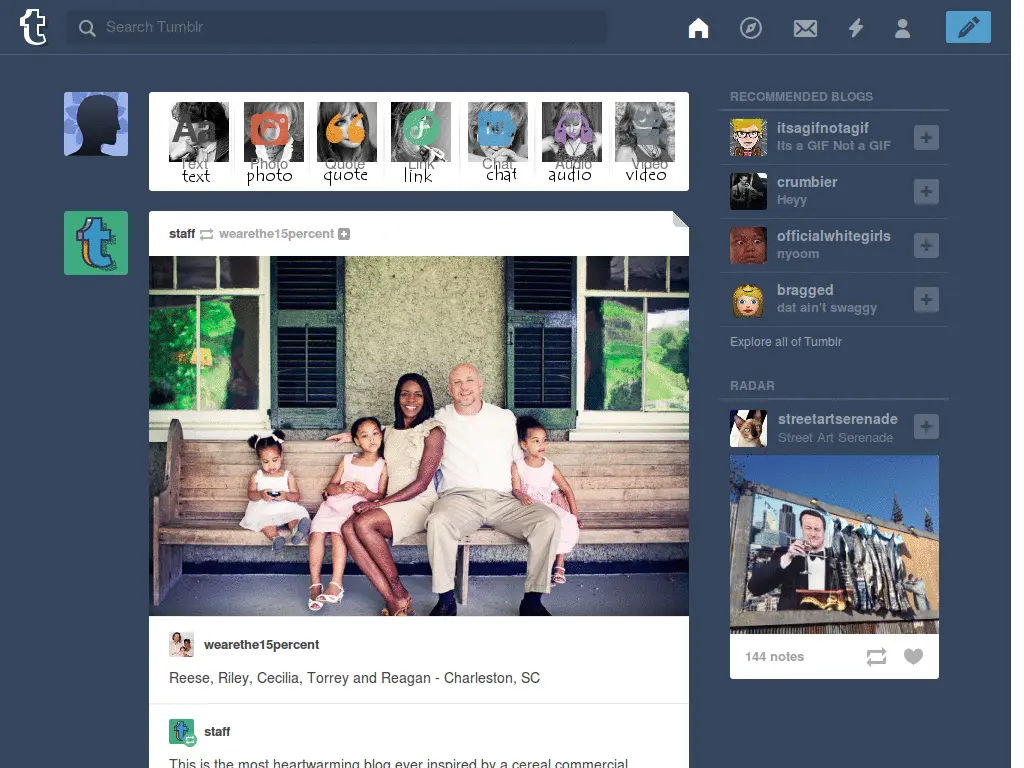 Search Tumblr
Aa
Text Photo Quote Link Chat Audio Video
text photo quote link chat audio video
staff wearethe15percent
wearethe15percent
Reese, Riley, Cecilia, Torrey and Reagan - Charleston, SC
staff
This is the most heartwarming blog ever inspired by a cereal commercial
RECOMMENDED BLOGS
itsagifnotagif
Its a GIF Not a GIF
crumbier
Heyy
officialwhitegirls
nyoom
bragged
dat ain't swaggy
Explore all of Tumblr
RADAR
streetartserenade
Street Art Serenade
144 notes